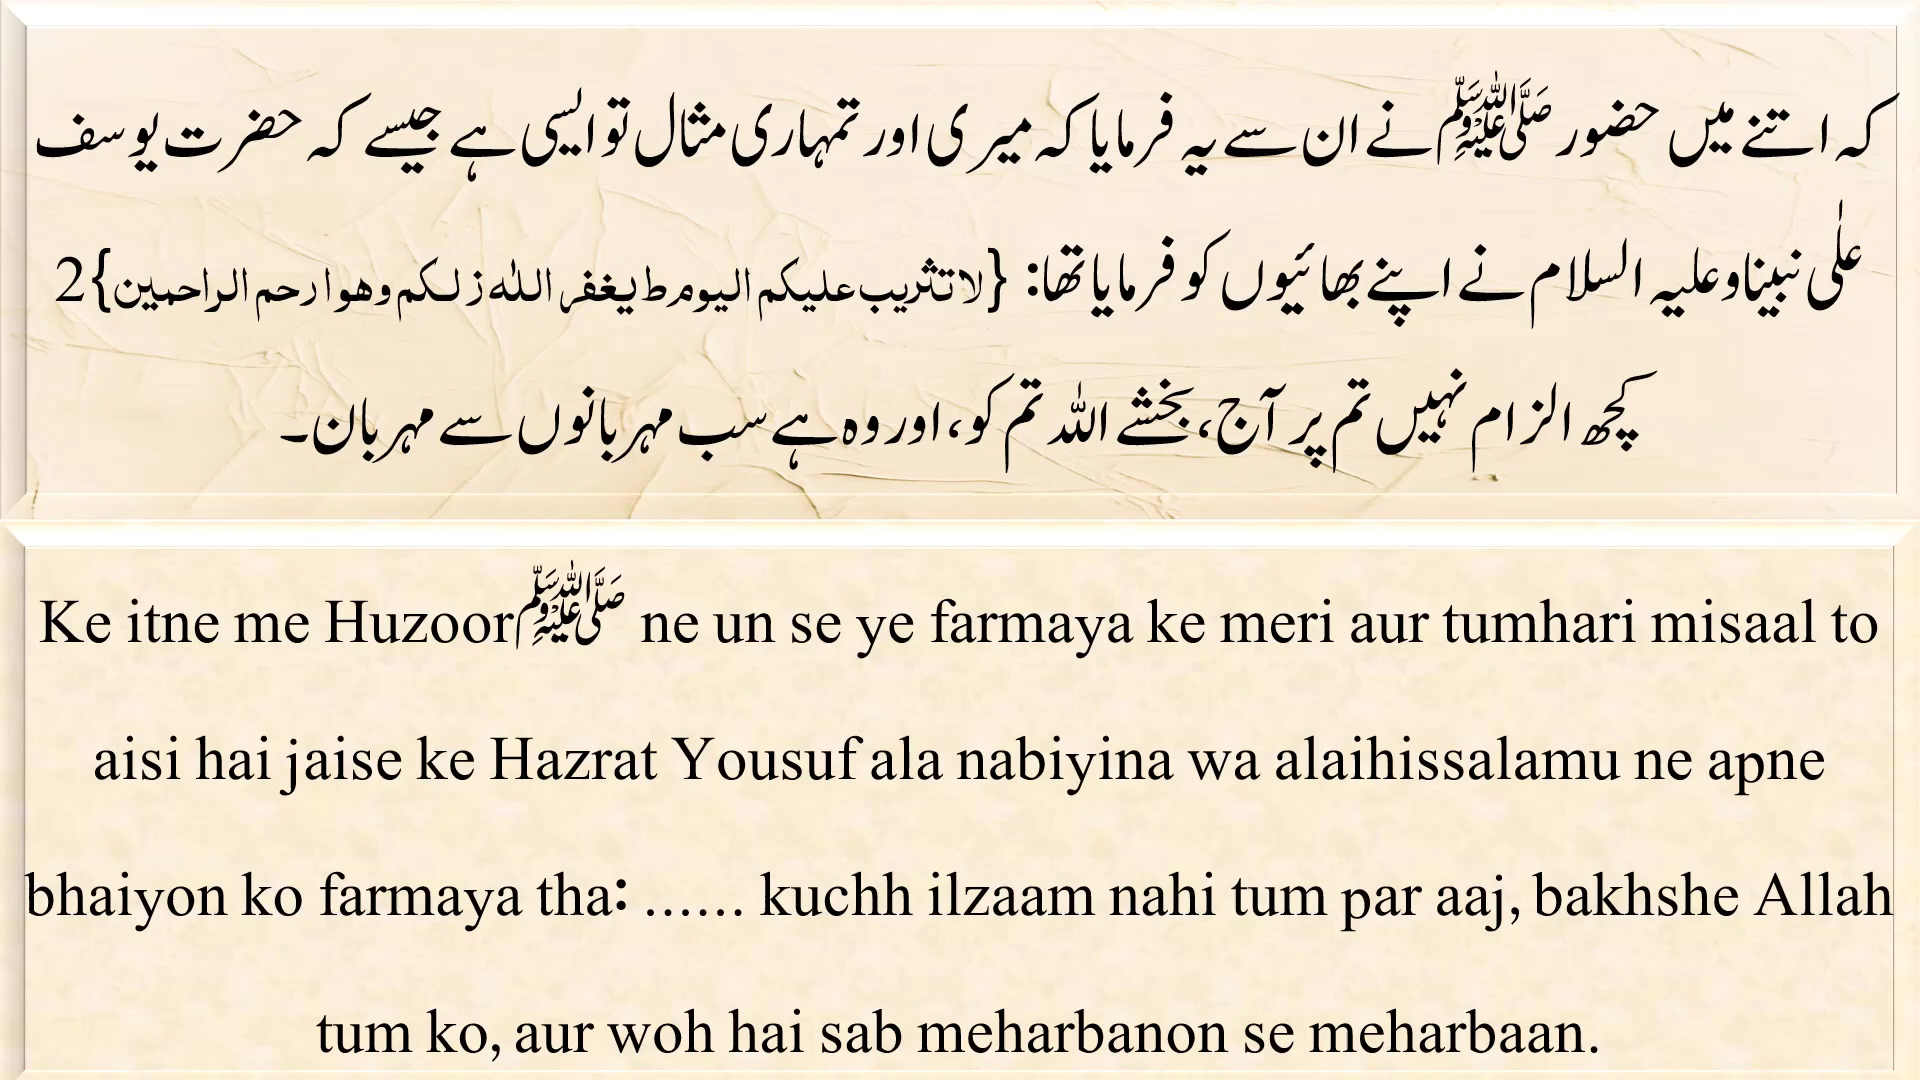 کہ اتنے میں حضور ﷺ نے ان سے یہ فرمایا کہ میری اور تمہاری مثال تو ایسی ہے جیسے کہ حضرت یوسف
علٰی نبینا وعلیہ السلام نے اپنے بھائیوں کو فرمایا تھا: {لا تثریب علیکم الیوم ط یغفر اللہ ز لکم وھو ارحم الراحمین}2
کچھ الزام نہیں تم پر آج، بخشے اللہ تم کو، اور وہ ہے سب مہربانوں سے مہربان۔
Ke itne me Huzoorﷺ ne un se ye farmaya ke meri aur tumhari misaal to
aisi hai jaise ke Hazrat Yousuf ala nabiyina wa alaihissalamu ne apne
bhaiyon ko farmaya tha: ...... kuchh ilzaam nahi tum par aaj, bakhshe Allah
tum ko, aur woh hai sab meharbanon se meharbaan.